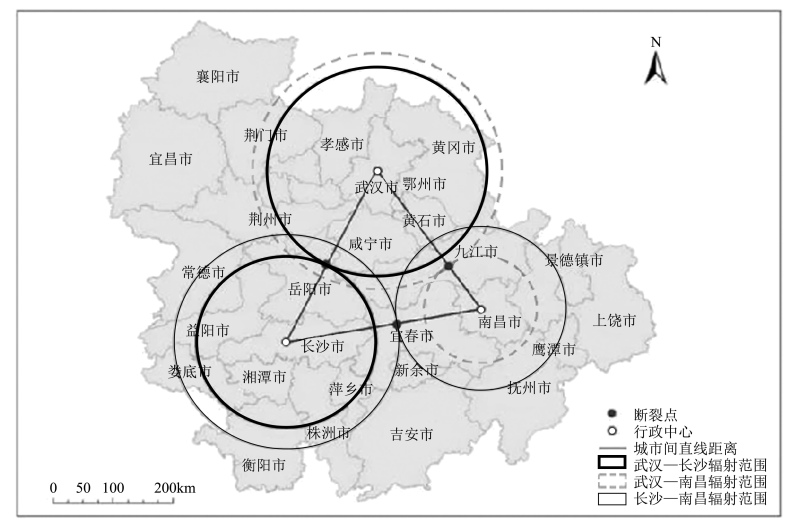 N
襄阳市
荆门市
孝感市
黄冈市
宜昌市
武汉市
鄂州市
荆州市
黄石市
咸宁市
九江市
常德市
景德镇市
岳阳市
益阳市
长沙市
宜春市
南昌市
上饶市
娄底市
湘潭市
萍乡市
新余市
鹰潭市
抚州市
株洲市
吉安市
衡阳市
断裂点
行政中心
城市间直线距离
武汉—长沙辐射范围
武汉—南昌辐射范围
长沙—南昌辐射范围
0 50 100 200km